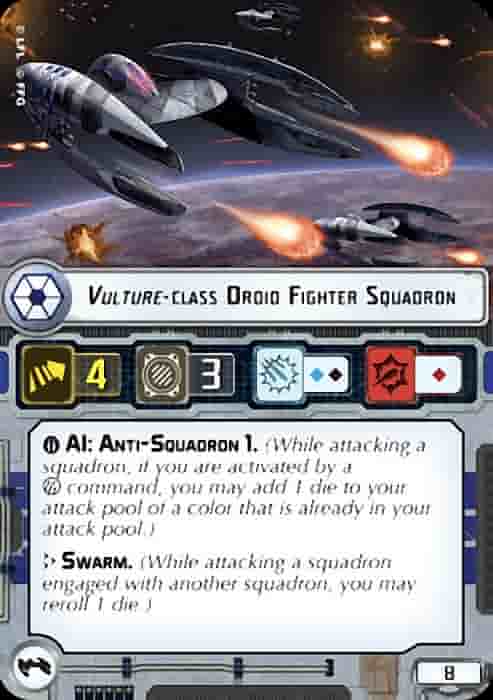 © LFL © FFG
VULTURE-CLASS DROID FIGHTER SQUADRON
4 3
AI: ANTI-SQUADRON 1. (While attacking a
squadron, if you are activated by a
command, you may add 1 die to your
attack pool of a color that is already in your
attack pool.)
SWARM. (While attacking a squadron
engaged with another squadron, you may
reroll 1 die.)
8